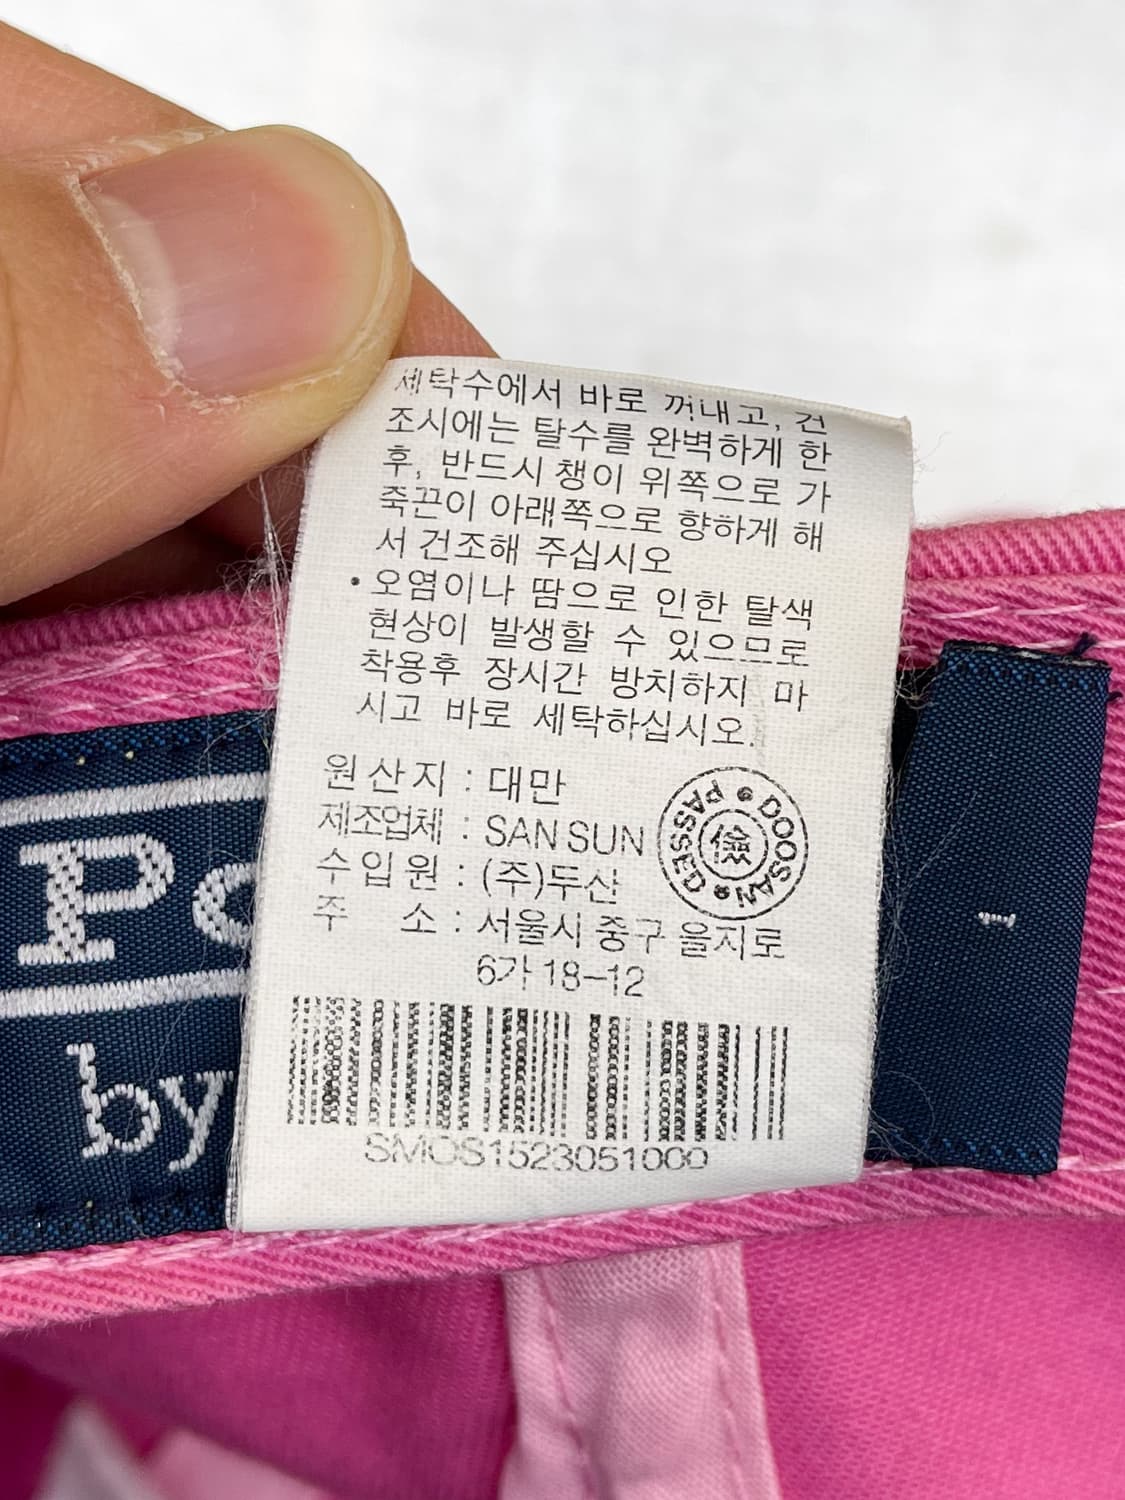 세탁수에서 바로 꺼내고, 건
조시에는 탈수를 완벽하게 한
후, 반드시 챙이 위쪽으로 가
죽끈이 아래쪽으로 향하게 해
서 건조해 주십시오
• 오염이나 땀으로 인한 탈색
현상이 발생할 수 있으므로
착용후 장시간 방치하지 마
시고 바로 세탁하십시오.
원산지 : 대만
제조업체 : SAN SUN
수입원 : (주)두산
주 소 : 서울시 중구 을지로
6가 18-12
DOOSAN PASSED
儉
SMOS1523051000
Po
by
1